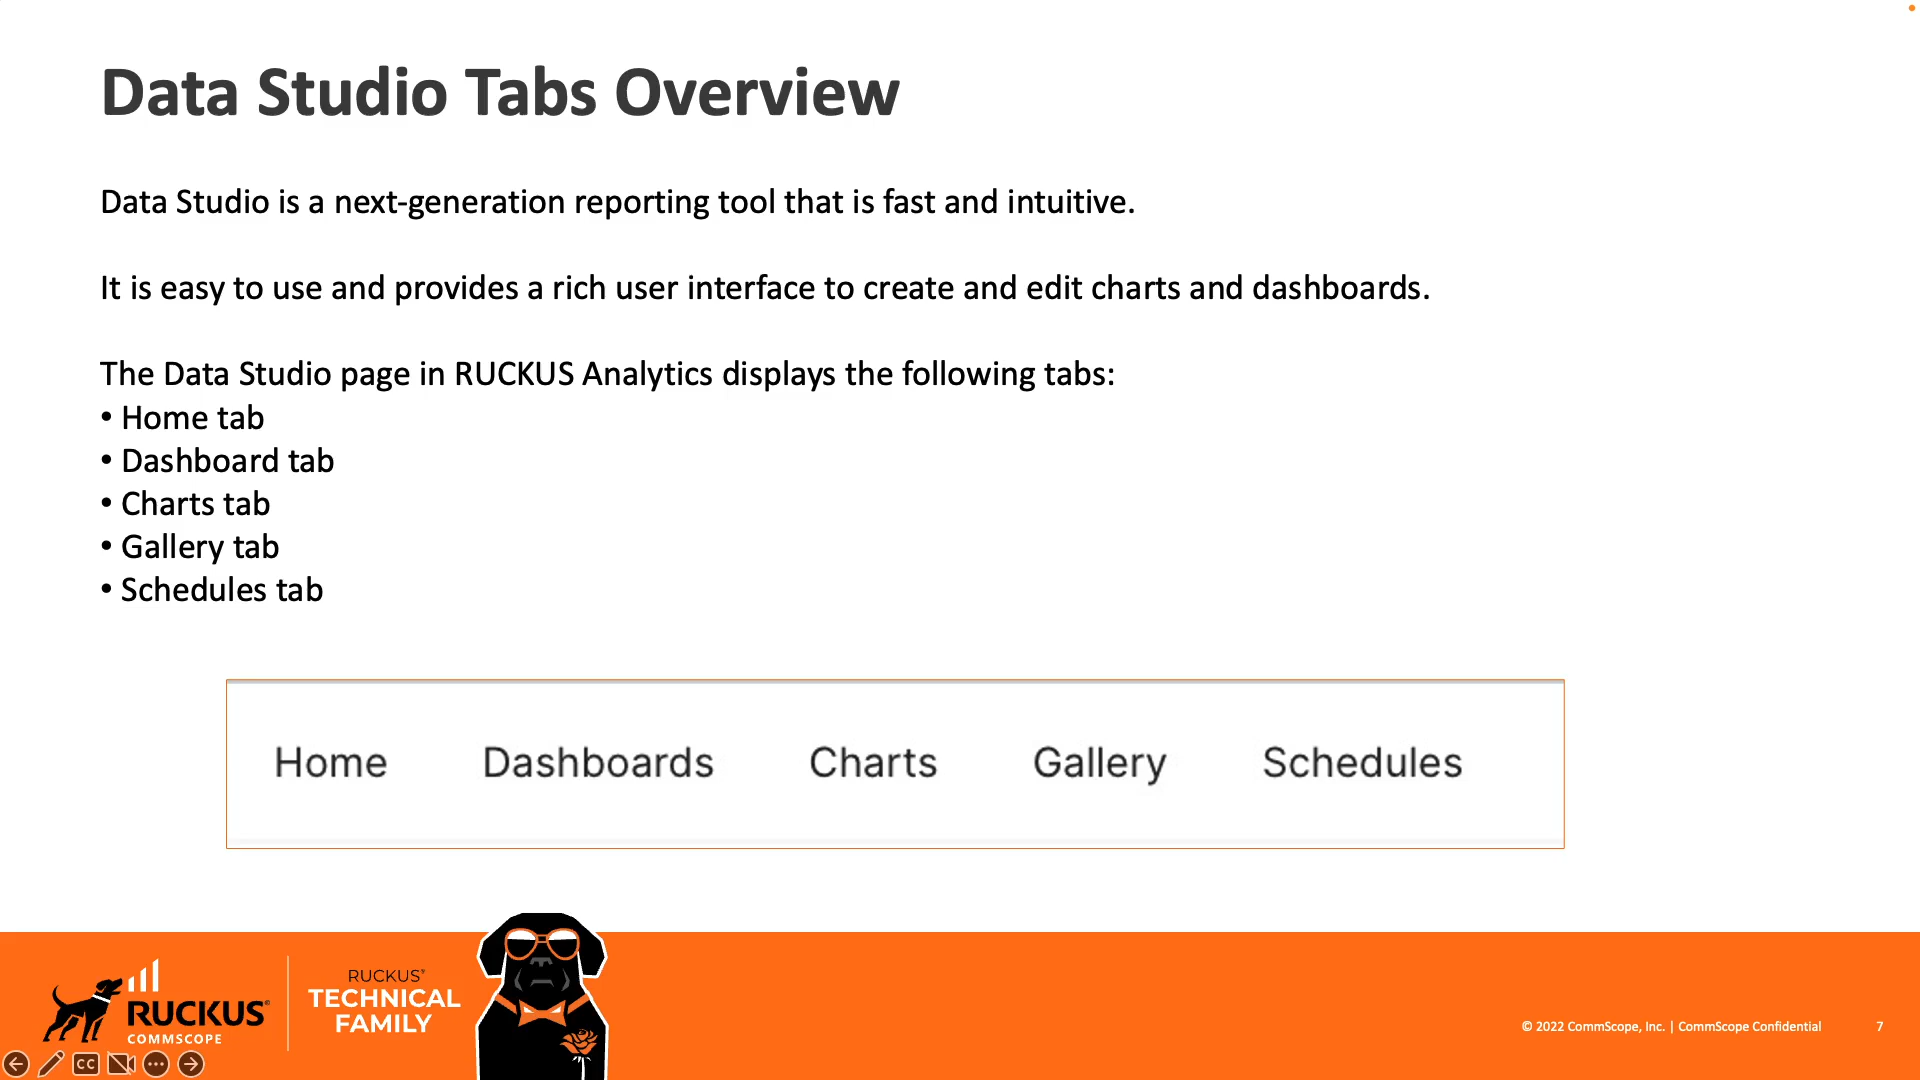 Data Studio Tabs Overview
Data Studio is a next-generation reporting tool that is fast and intuitive.
It is easy to use and provides a rich user interface to create and edit charts and dashboards.
The Data Studio page in RUCKUS Analytics displays the following tabs:
• Home tab
• Dashboard tab
• Charts tab
• Gallery tab
• Schedules tab
Home Dashboards Charts Gallery Schedules
RUCKUS®
COMMSCOPE
RUCKUS®
TECHNICAL
FAMILY
© 2022 CommScope, Inc. | CommScope Confidential 7
CC